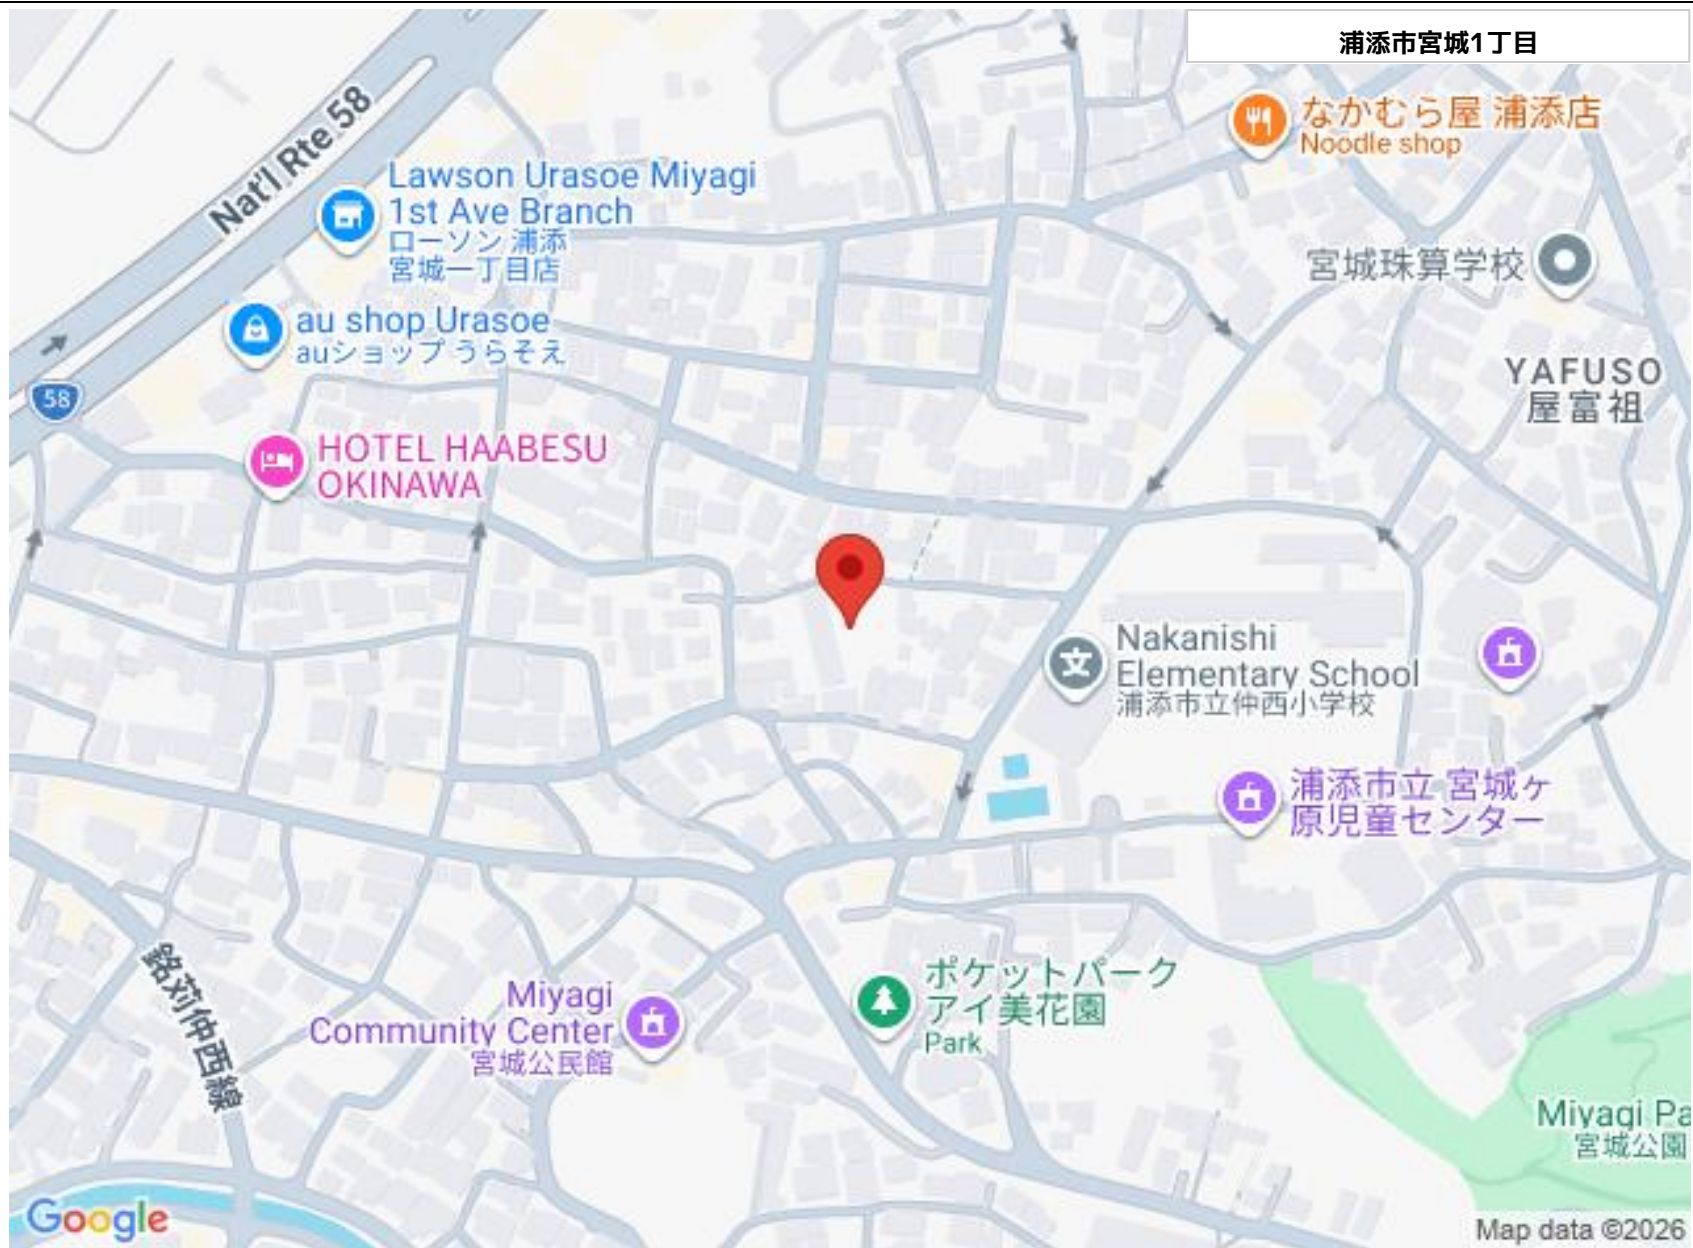 浦添市宮城1丁目
なかむら屋 浦添店
Noodle shop
Nat'l Rte 58
Lawson Urasoe Miyagi
1st Ave Branch
ローソン 浦添
宮城一丁目店
宮城珠算学校
au shop Urasoe
auショップ うらそえ
58
YAFUSO
屋富祖
HOTEL HAABESU
OKINAWA
文
Nakanishi
Elementary School
浦添市立仲西小学校
浦添市立 宮城ヶ
原児童センター
銘苅仲西線
ポケットパーク
アイ美花園
Park
Miyagi
Community Center
宮城公民館
Miyagi Pa
宮城公園
Google
Map data ©2026